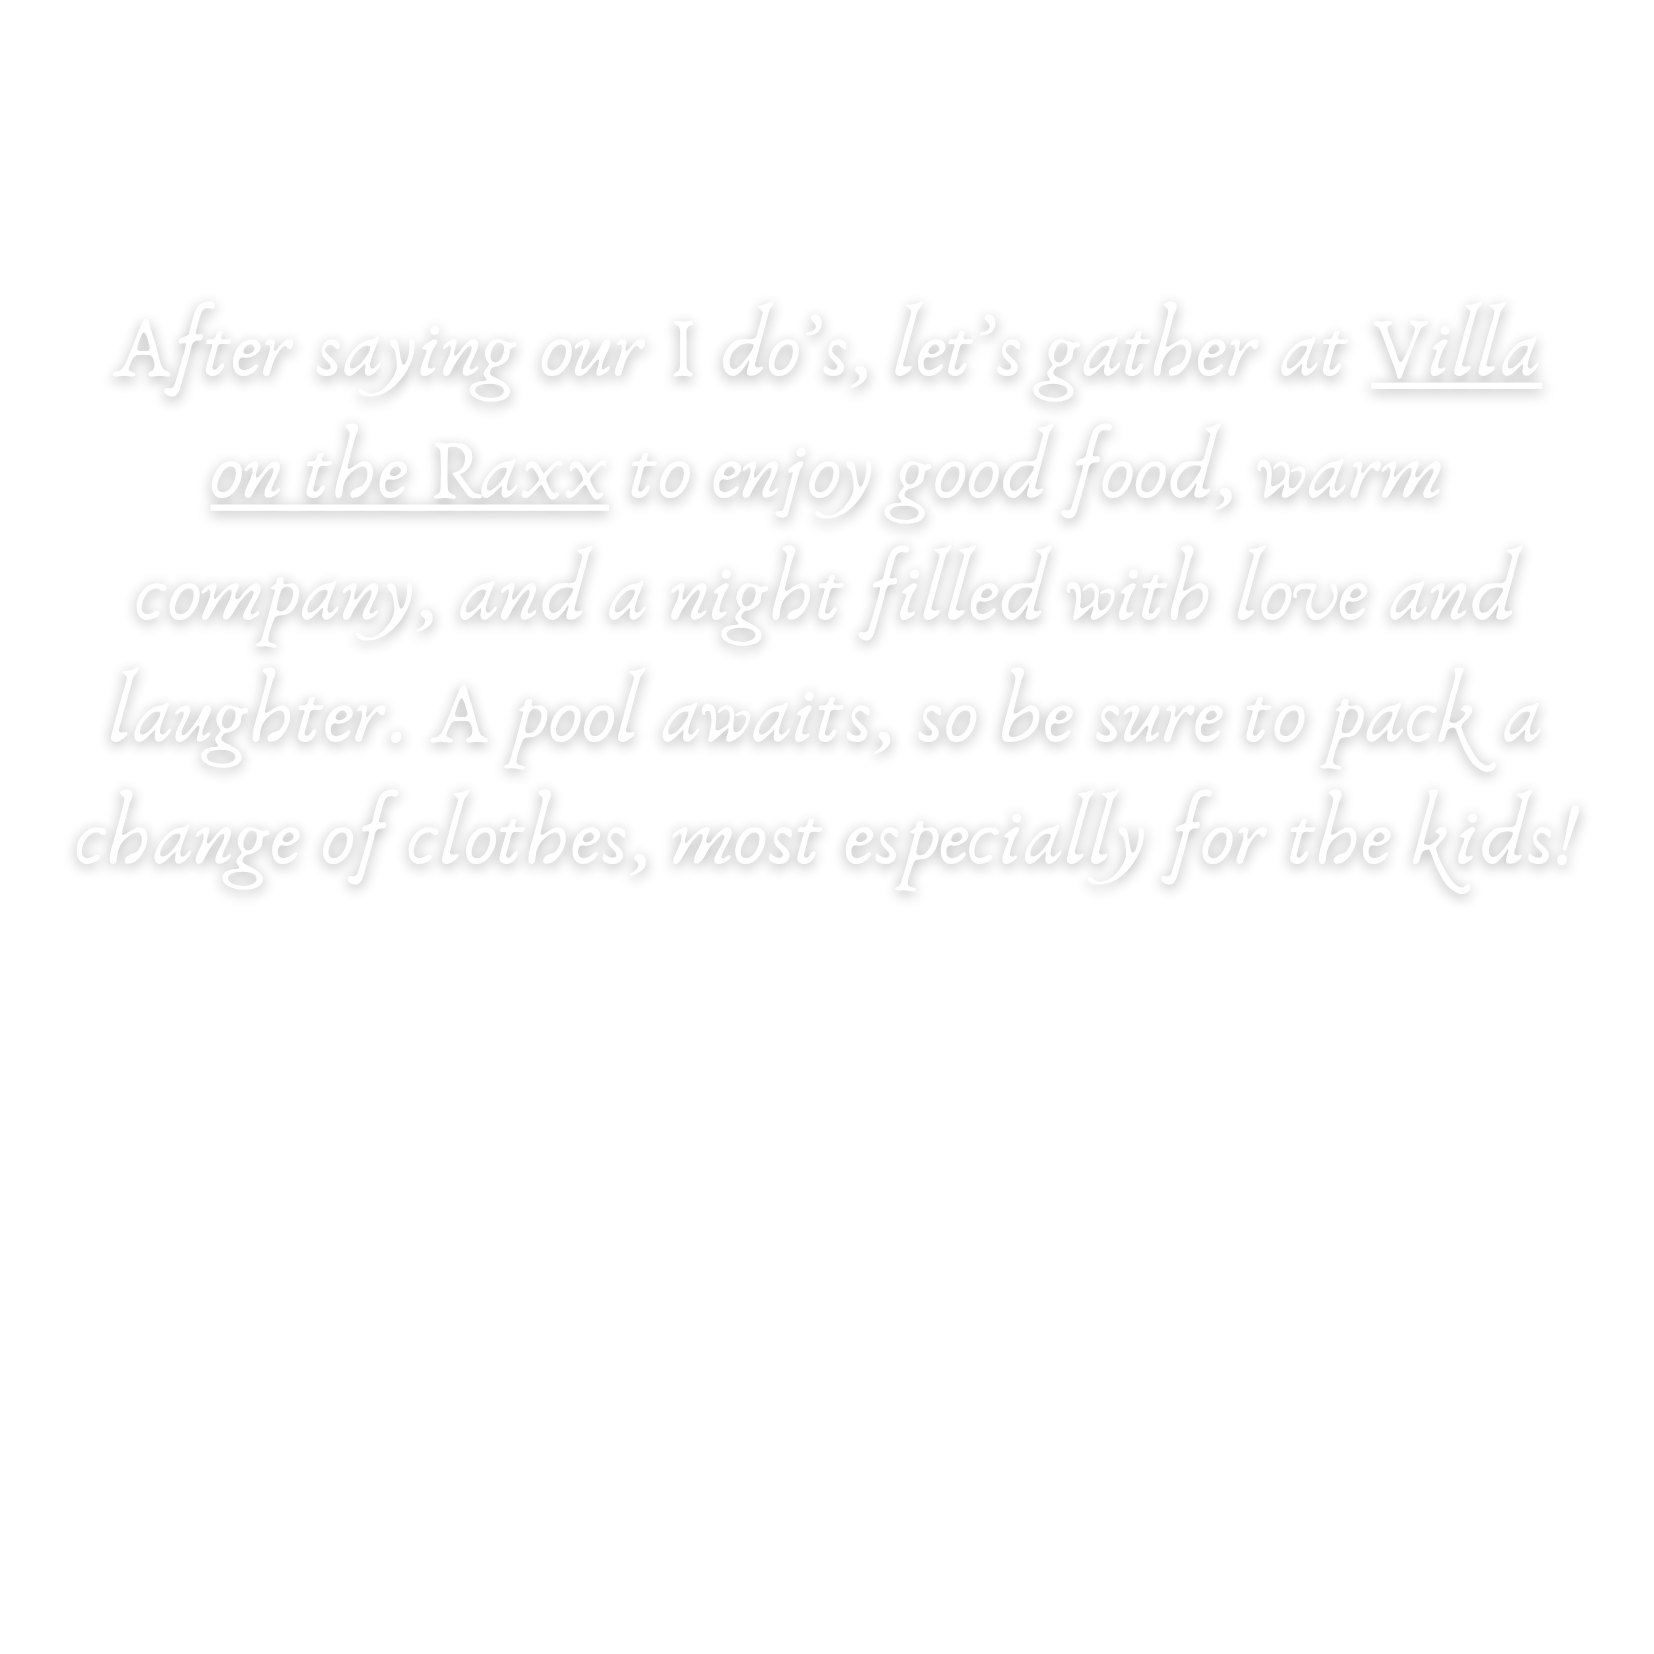 After saying our I do’s, let’s gather at Villa
on the Raxx to enjoy good food, warm
company, and a night filled with love and
laughter. A pool awaits, so be sure to pack a
change of clothes, most especially for the kids!